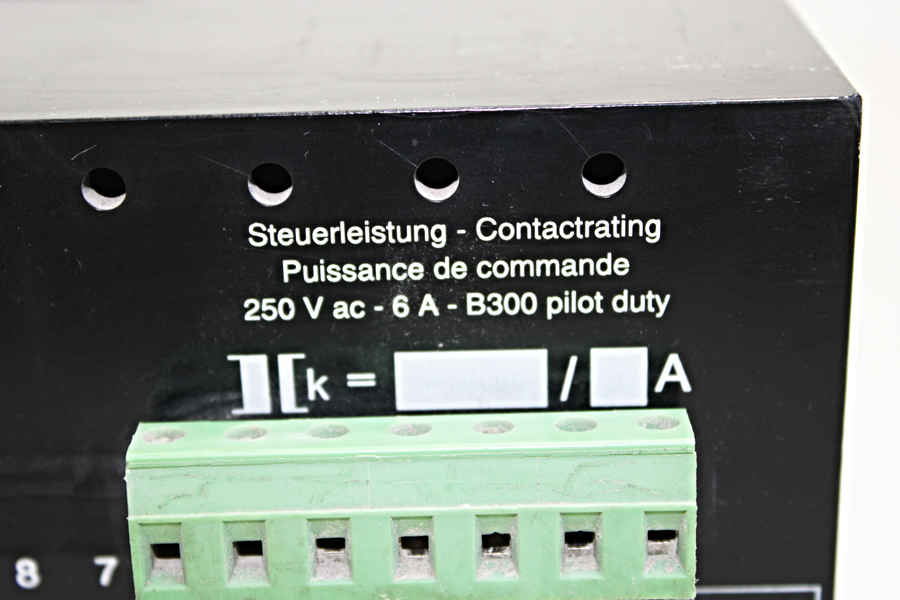 Steuerleistung - Contactrating
Puissance de commande
250 V ac - 6 A - B300 pilot duty
k = / A
8 7